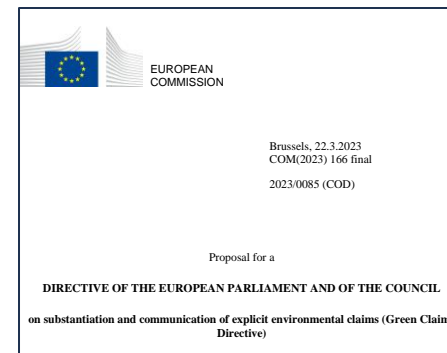 EUROPEAN
COMMISSION
Brussels, 22.3.2023
COM(2023) 166 final
2023/0085 (COD)
Proposal for a
DIRECTIVE OF THE EUROPEAN PARLIAMENT AND OF THE COUNCIL
on substantiation and communication of explicit environmental claims (Green Claim
Directive)